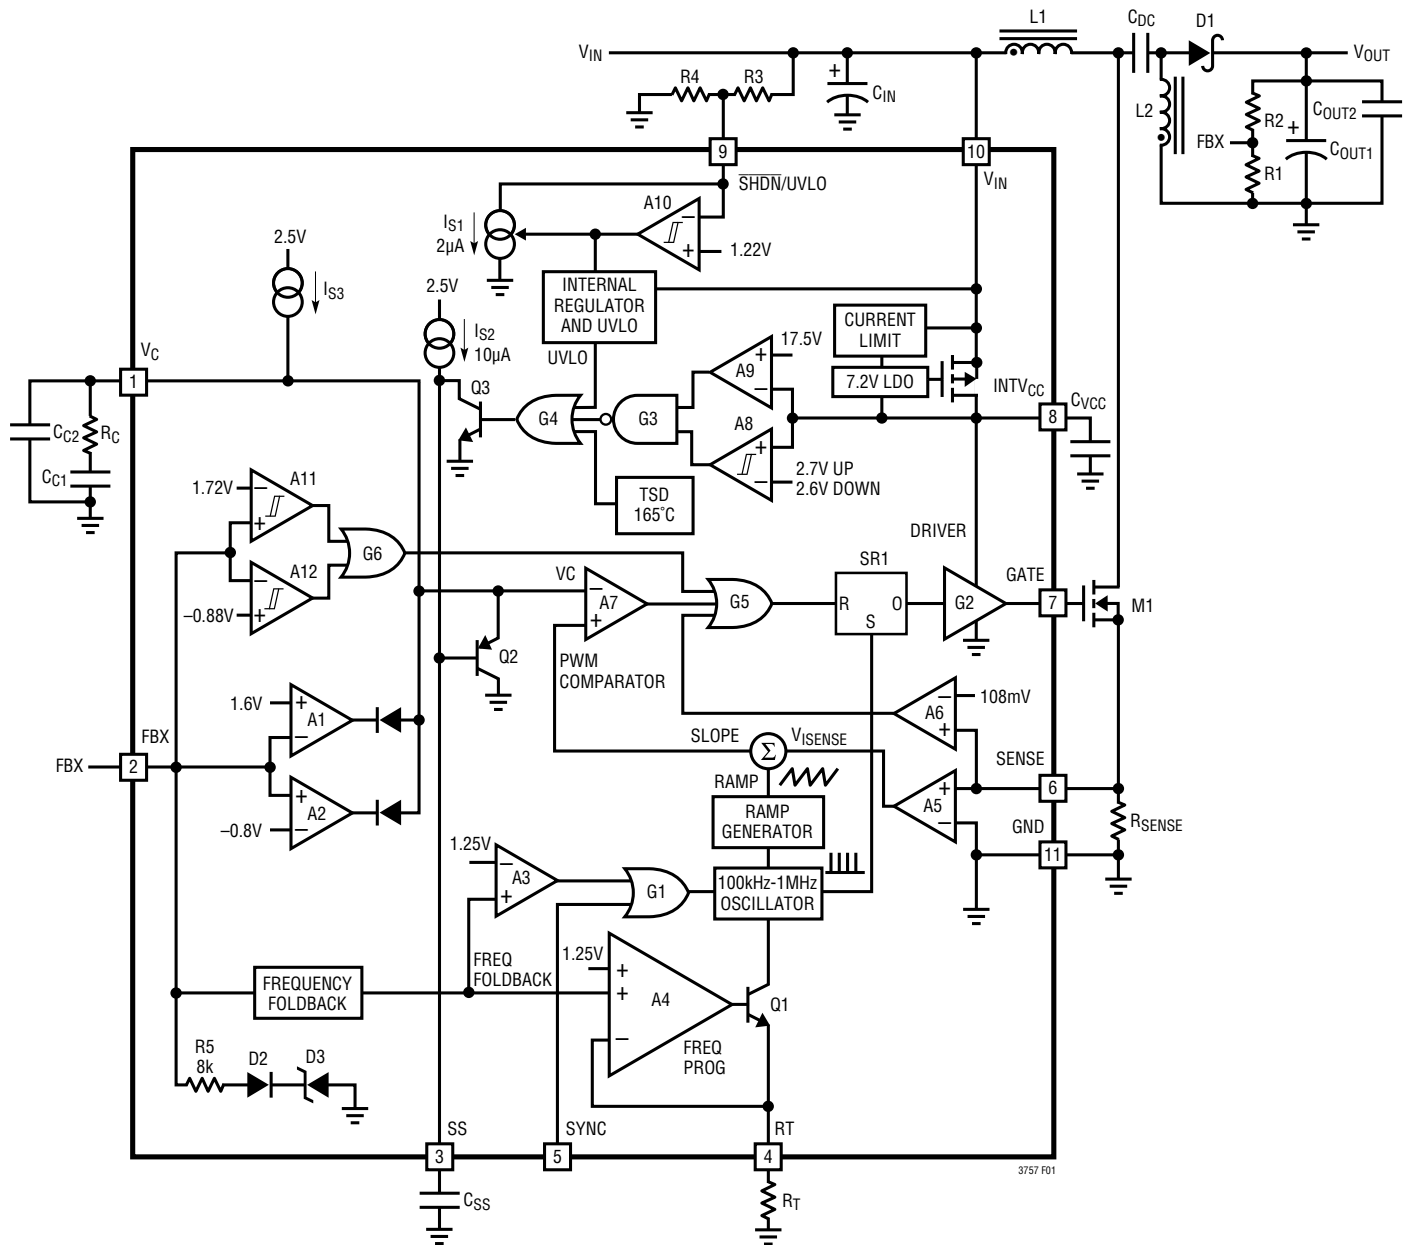 L1
CDC
D1
VIN
VOUT
R4
R3
CIN
L2
R2
COUT2
FBX
COUT1
R1
9
10
SHDN/UVLO
VIN
A10
IS1
2µA
−
+
1.22V
2.5V
IS3
2.5V
INTERNAL
REGULATOR
AND UVLO
CURRENT
LIMIT
IS2
10µA
17.5V
UVLO
VC
1
Q3
A9
+
−
7.2V LDO
INTVCC
8
CVCC
G4
G3
A8
CC2
RC
CC1
+
−
2.7V UP
2.6V DOWN
A11
1.72V
−
+
TSD
165˚C
G6
DRIVER
A12
−
+
−0.88V
VC
A7
−
+
G5
SR1
R
O
S
G2
GATE
7
M1
Q2
PWM
COMPARATOR
1.6V
+
−
A1
A6
−
+
108mV
SLOPE
Σ
VISENSE
FBX
FBX
2
RAMP
SENSE
6
A2
+
−
−0.8V
RAMP
GENERATOR
A5
+
−
RSENSE
GND
11
1.25V
−
+
A3
G1
100kHz-1MHz
OSCILLATOR
1.25V
FREQ
FOLDBACK
FREQUENCY
FOLDBACK
+
+
−
A4
Q1
FREQ
PROG
R5
8k
D2
D3
SS
SYNC
RT
3
5
4
3757 F01
CSS
RT